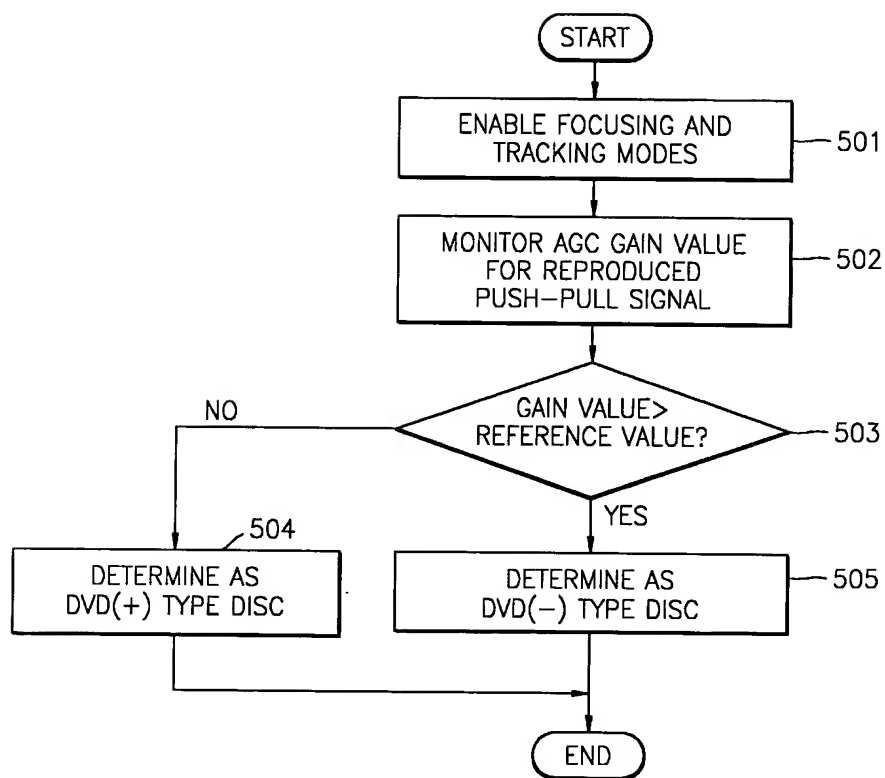 START
ENABLE FOCUSING AND
TRACKING MODES
501
MONITOR AGC GAIN VALUE
FOR REPRODUCED
PUSH-PULL SIGNAL
502
GAIN VALUE>
REFERENCE VALUE?
503
NO
YES
504
DETERMINE AS
DVD(+) TYPE DISC
DETERMINE AS
DVD(-) TYPE DISC
505
END